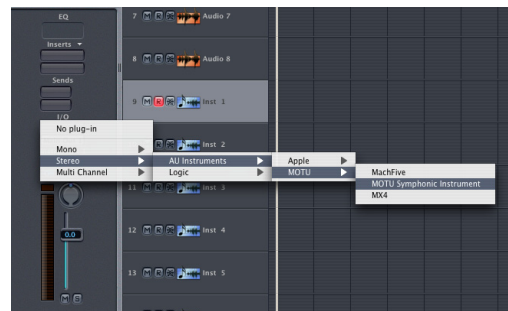 EQ
Inserts
Sends
I/O
7 M R Audio 7
8 M R Audio 8
9 M R Inst 1
M R Inst 2
11 M R Inst 3
12 M R Inst 4
13 M R Inst 5
No plug-in
Mono
Stereo
Multi Channel
AU Instruments
Logic
Apple
MOTU
MachFive
MOTU Symphonic Instrument
MX4
0.0
M S